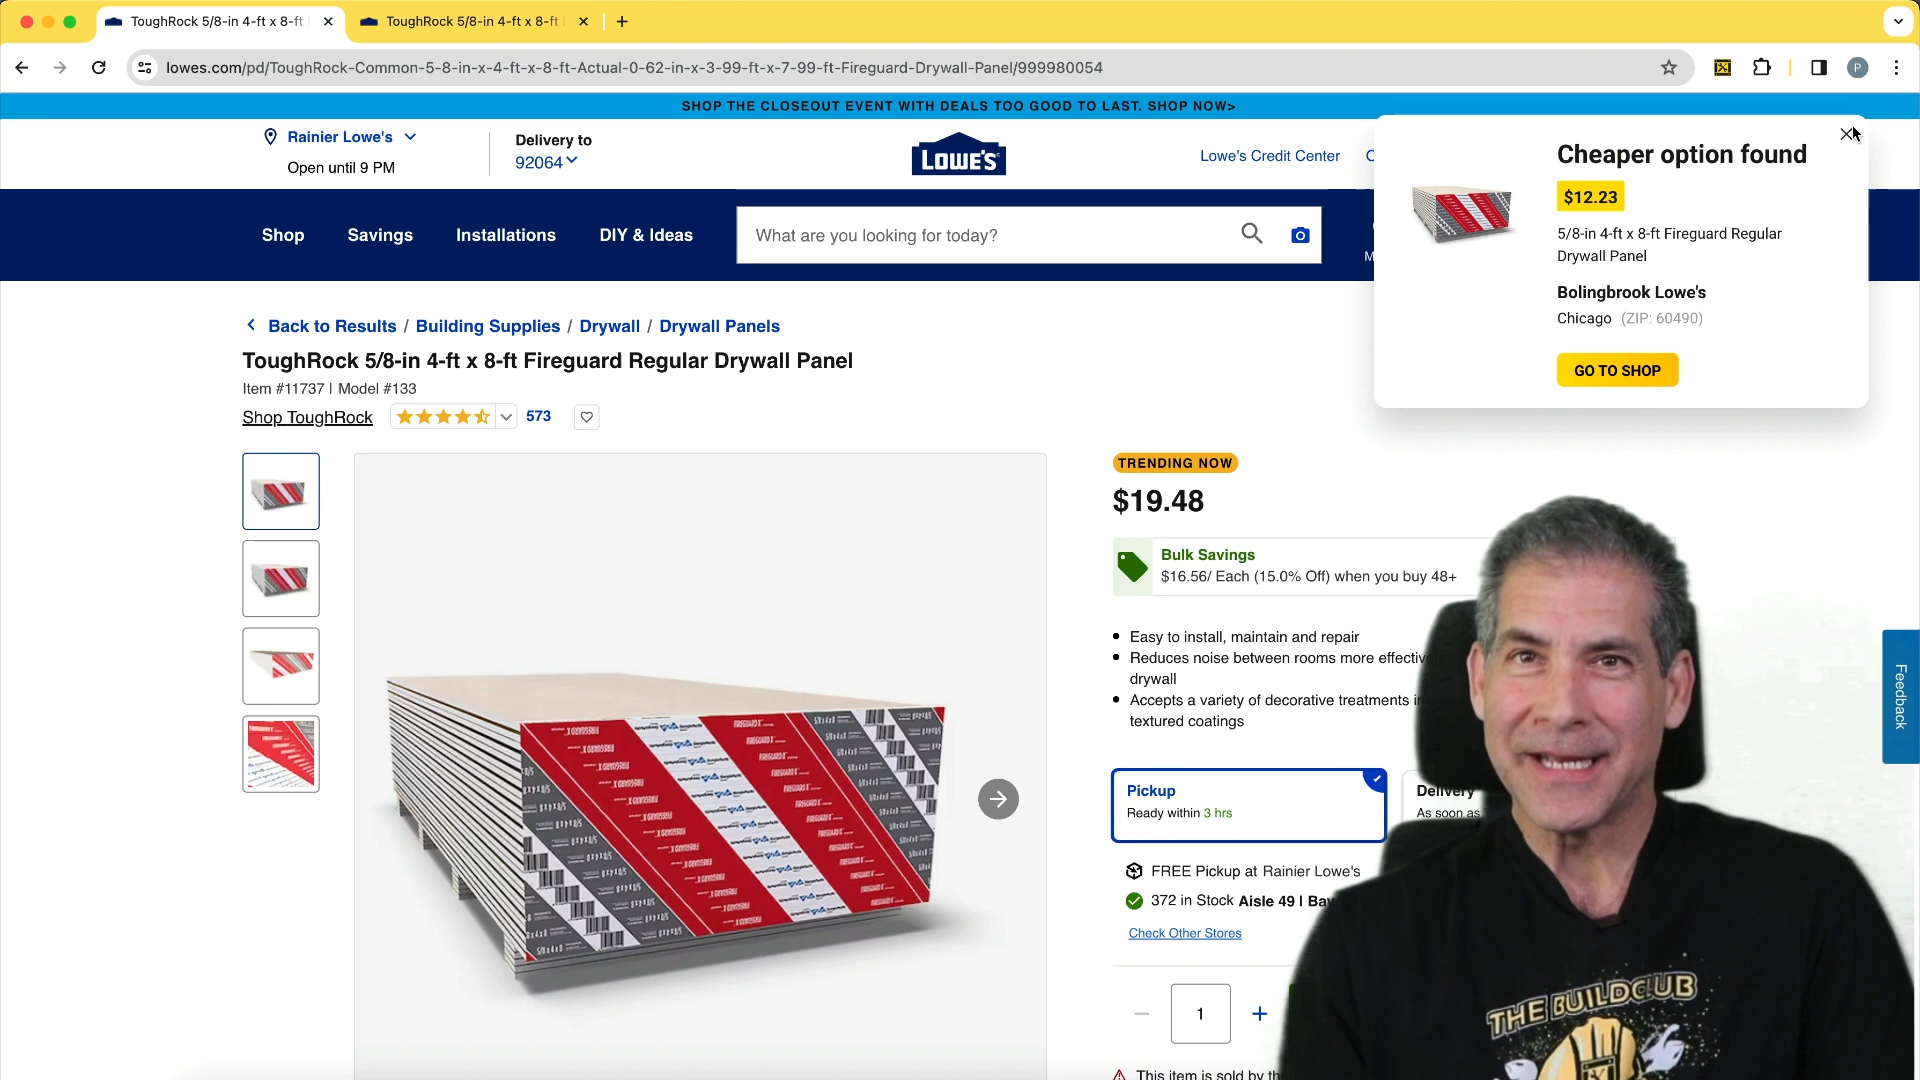 ToughRock 5/8-in 4-ft x 8-ft
ToughRock 5/8-in 4-ft x 8-ft
lowes.com/pd/ToughRock-Common-5-8-in-x-4-ft-x-8-ft-Actual-0-62-in-x-3-99-ft-x-7-99-ft-Fireguard-Drywall-Panel/999980054
P
SHOP THE CLOSEOUT EVENT WITH DEALS TOO GOOD TO LAST. SHOP NOW>
Rainier Lowe's
Open until 9 PM
Delivery to
92064
LOWE'S
Lowe's Credit Center
Shop
Savings
Installations
DIY & Ideas
What are you looking for today?
Cheaper option found
$12.23
5/8-in 4-ft x 8-ft Fireguard Regular
Drywall Panel
Bolingbrook Lowe's
Chicago (ZIP: 60490)
GO TO SHOP
Back to Results / Building Supplies / Drywall / Drywall Panels
ToughRock 5/8-in 4-ft x 8-ft Fireguard Regular Drywall Panel
Item #11737 | Model #133
Shop ToughRock
573
TRENDING NOW
$19.48
Bulk Savings
$16.56/ Each (15.0% Off) when you buy 48+
Easy to install, maintain and repair
Reduces noise between rooms more
drywall
Accepts a variety of decorative treatments
textured coatings
Pickup
Ready within 3 hrs
Delivery
As soon as
FREE Pickup at Rainier Lowe's
372 in Stock Aisle 49 |
Check Other Stores
1
This item is sold by
Feedback
THE BUILDCLUB